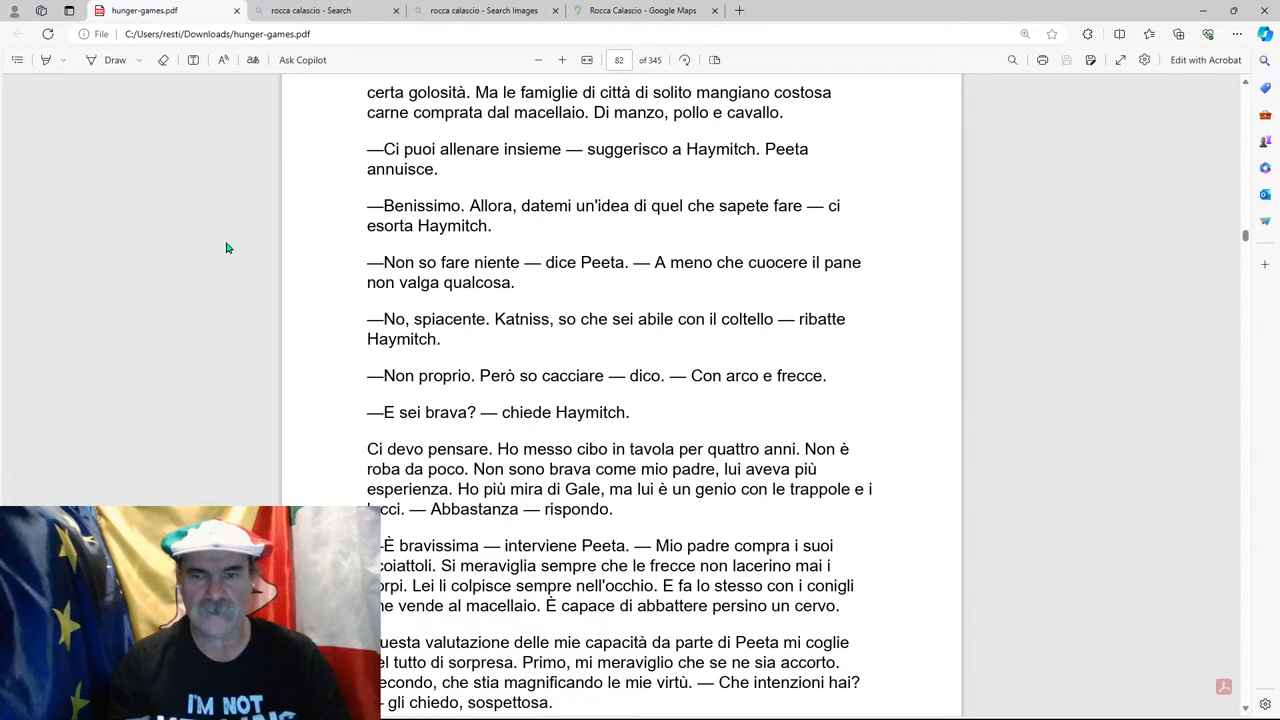 hunger-games.pdf
rocca calascio - Search
rocca calascio - Search Images
Rocca Calascio - Google Maps
File
C:/Users/resti/Downloads/hunger-games.pdf
Draw
Ask Copilot
82 of 345
Edit with Acrobat
certa golosità. Ma le famiglie di città di solito mangiano costosa
carne comprata dal macellaio. Di manzo, pollo e cavallo.
—Ci puoi allenare insieme — suggerisco a Haymitch. Peeta
annuisce.
—Benissimo. Allora, datemi un'idea di quel che sapete fare — ci
esorta Haymitch.
—Non so fare niente — dice Peeta. — A meno che cuocere il pane
non valga qualcosa.
—No, spiacente. Katniss, so che sei abile con il coltello — ribatte
Haymitch.
—Non proprio. Però so cacciare — dico. — Con arco e frecce.
—E sei brava? — chiede Haymitch.
Ci devo pensare. Ho messo cibo in tavola per quattro anni. Non è
roba da poco. Non sono brava come mio padre, lui aveva più
esperienza. Ho più mira di Gale, ma lui è un genio con le trappole e i
— Abbastanza — rispondo.
È bravissima — interviene Peeta. — Mio padre compra i suoi
Si meraviglia sempre che le frecce non lacerino mai i
Lei li colpisce sempre nell'occhio. E fa lo stesso con i conigli
vende al macellaio. È capace di abbattere persino un cervo.
valutazione delle mie capacità da parte di Peeta mi coglie
tutto di sorpresa. Primo, mi meraviglio che se ne sia accorto.
che stia magnificando le mie virtù. — Che intenzioni hai?
gli chiedo, sospettosa.
I'M NOT